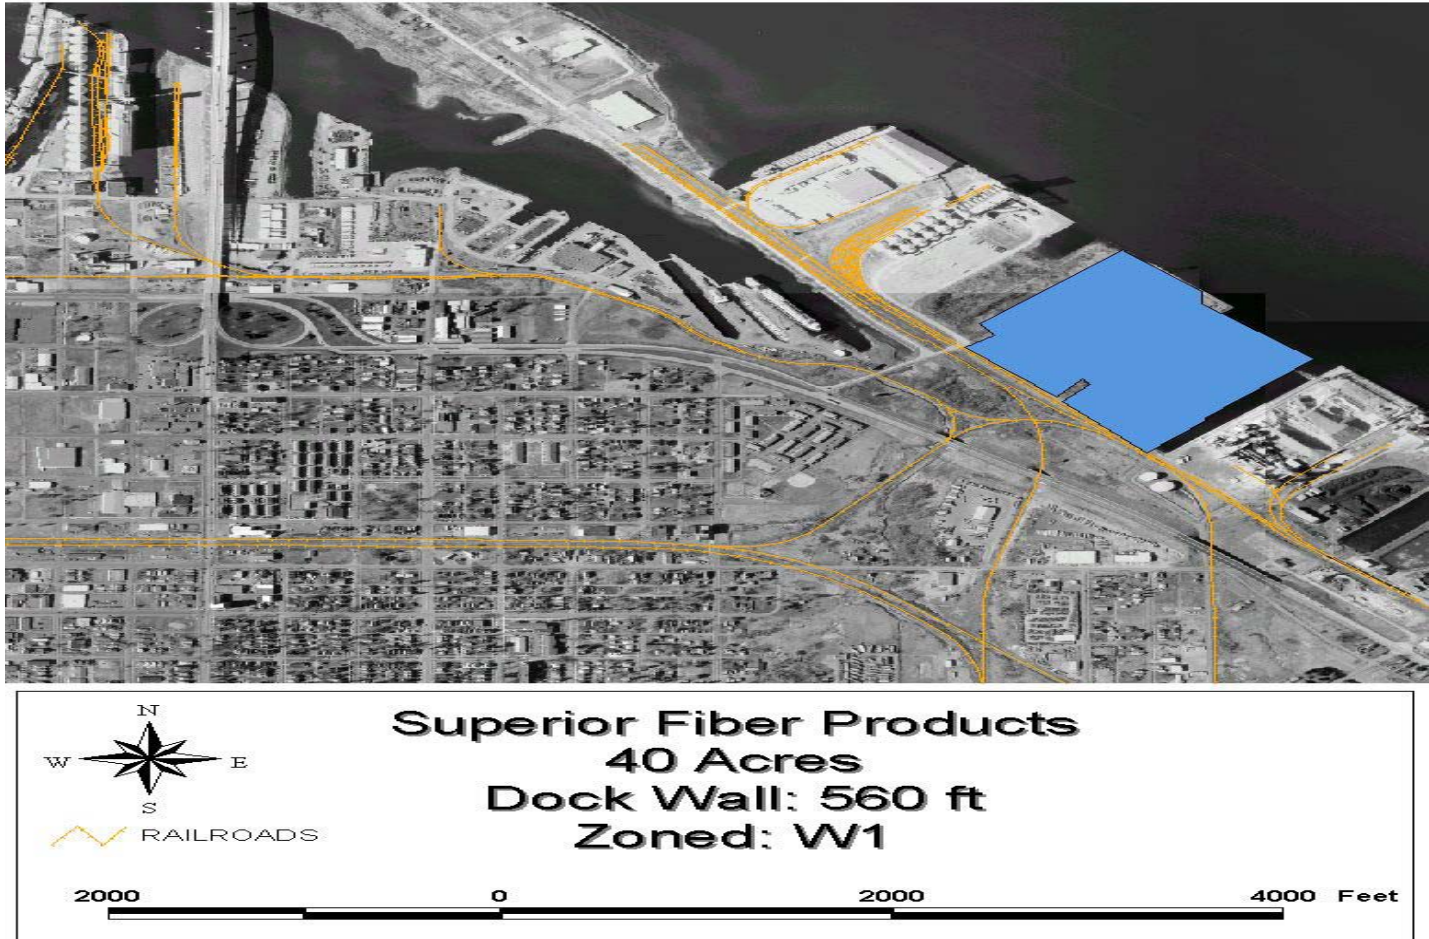 N
W E
S
RAILROADS
Superior Fiber Products
40 Acres
Dock Wall: 560 ft
Zoned: W1
2000 0 2000 4000 Feet